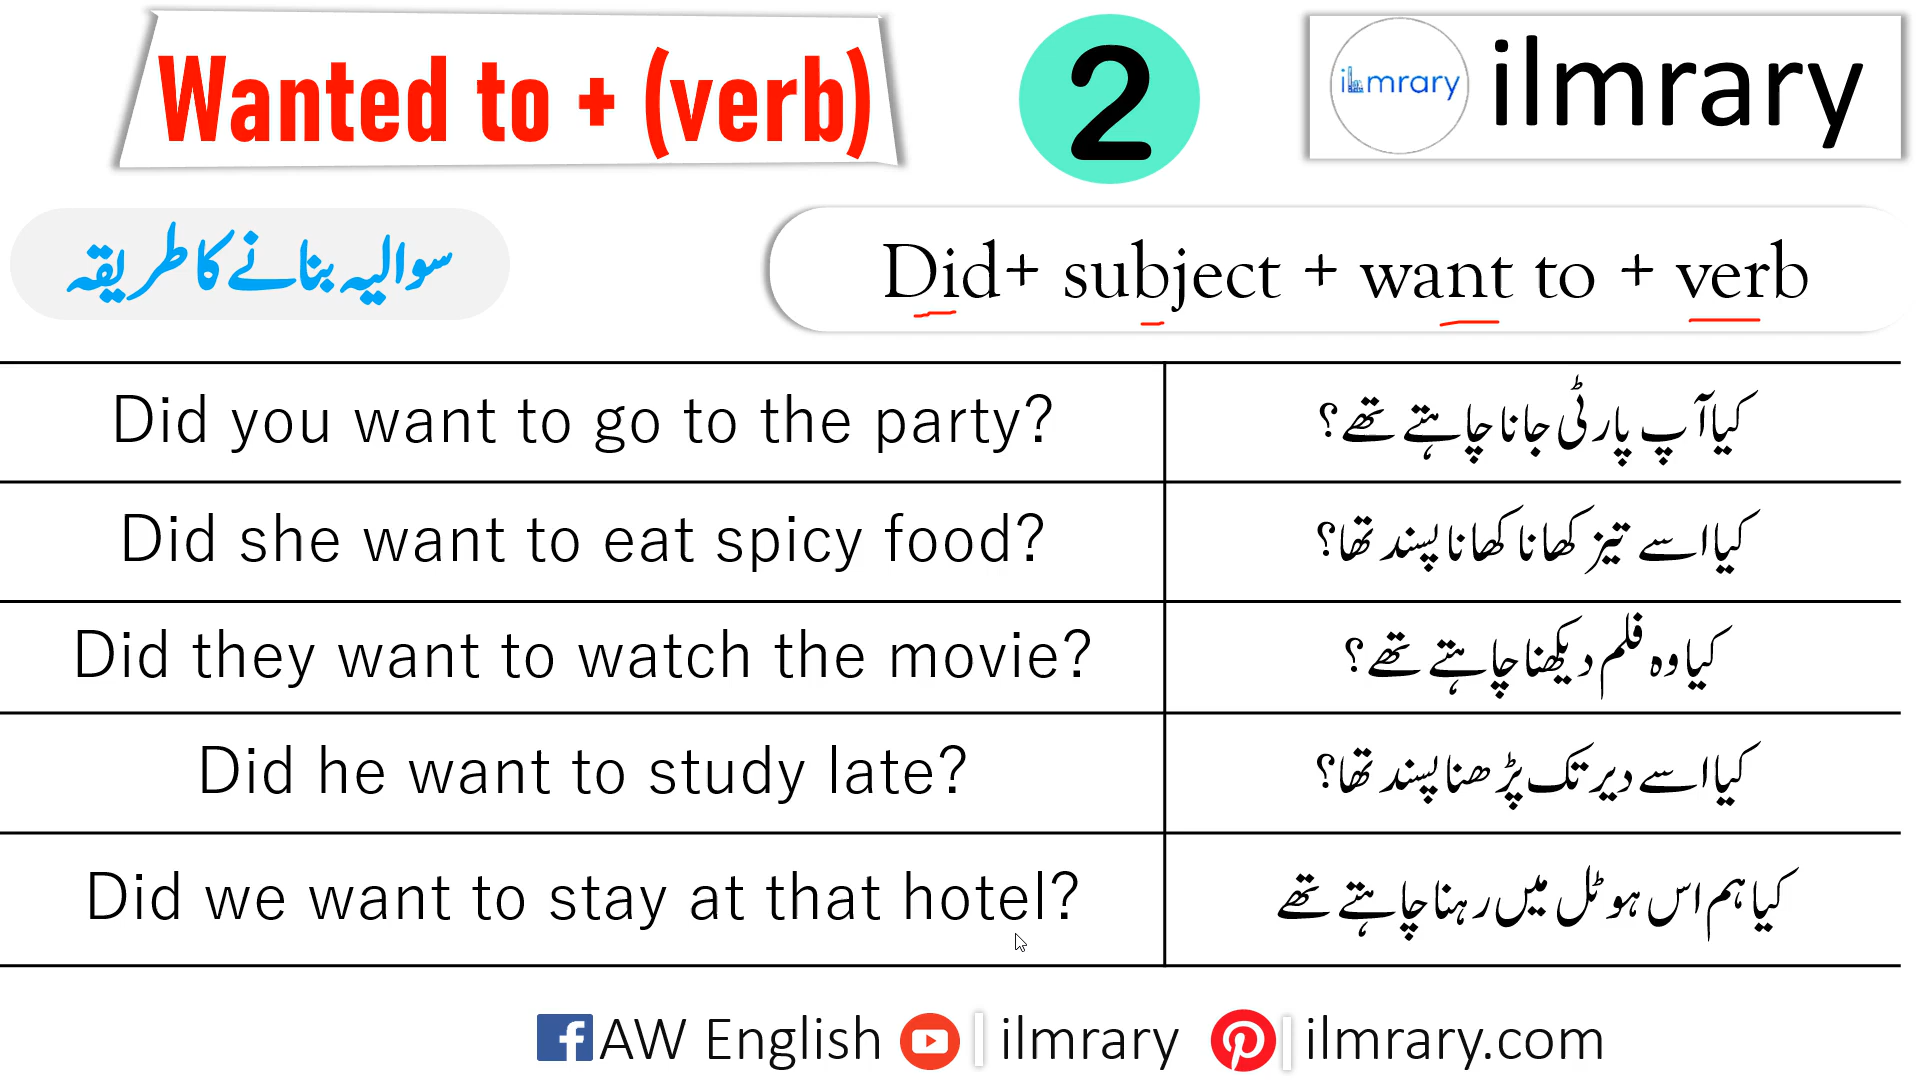 Wanted to + (verb)
2
ilmrary
ilmrary
سوالیہ بنانے کا طریقہ
Did+ subject + want to + verb
Did you want to go to the party?
کیا آپ پارٹی جانا چاہتے تھے؟
Did she want to eat spicy food?
کیا اسے تیز کھانا کھانا پسند تھا؟
Did they want to watch the movie?
کیا وہ فلم دیکھنا چاہتے تھے؟
Did he want to study late?
کیا اسے دیر تک پڑھنا پسند تھا؟
Did we want to stay at that hotel?
کیا ہم اس ہوٹل میں رہنا چاہتے تھے
AW English | ilmrary | ilmrary.com